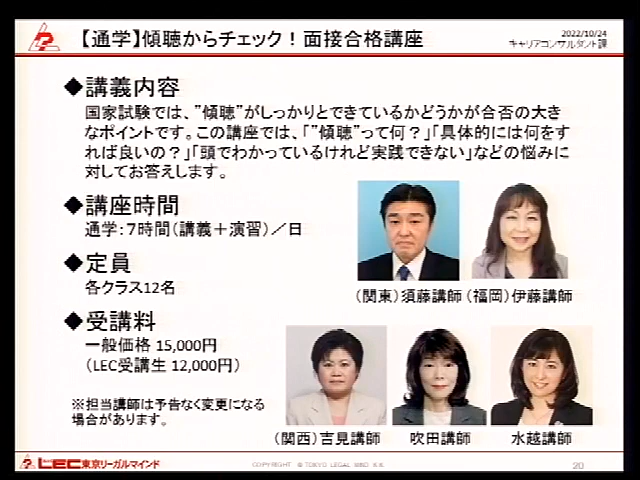 【通学】傾聴からチェック！面接合格講座
2022/10/24
キャリアコンサルタント課
◆講義内容
国家試験では、”傾聴”がしっかりとできているかどうかが合否の大き
なポイントです。この講座では、「”傾聴”って何？」「具体的には何をす
れば良いの？」「頭でわかっているけれど実践できない」などの悩みに
対してお答えします。
◆講座時間
通学：7時間（講義＋演習）／日
◆定員
各クラス12名
◆受講料
一般価格 15,000円
（LEC受講生 12,000円）
※担当講師は予告なく変更になる
場合があります。
（関東）須藤講師 （福岡）伊藤講師
（関西）吉見講師 吹田講師 水越講師
LEC東京リーガルマインド
COPYRIGHT © TOKYO LEGAL MIND K.K.
20